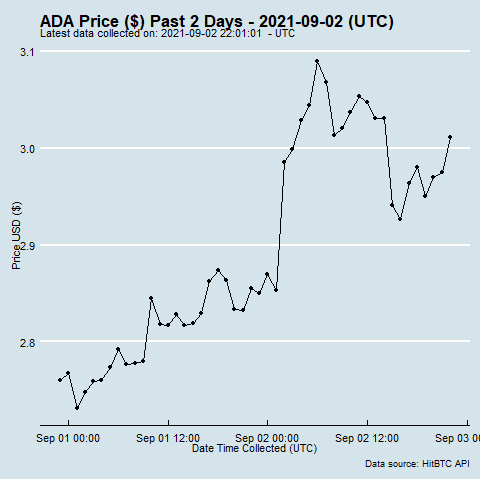 ADA Price ($) Past 2 Days - 2021-09-02 (UTC)
Latest data collected on: 2021-09-02 22:01:01  - UTC
3.1
3.0
2.9
2.8
Price USD ($)
Sep 01 00:00 Sep 01 12:00 Sep 02 00:00 Sep 02 12:00 Sep 03 0
Date Time Collected (UTC)
Data source: HitBTC API